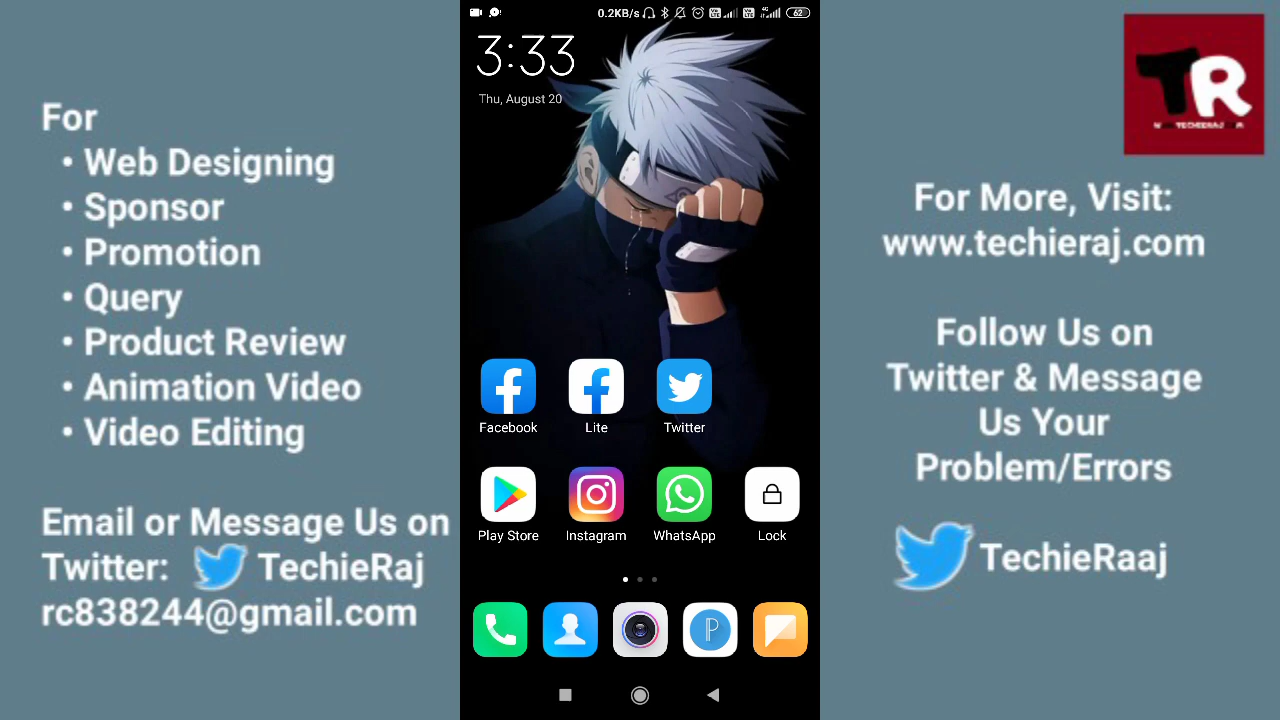 For
• Web Designing
• Sponsor
• Promotion
• Query
• Product Review
• Animation Video
• Video Editing
Email or Message Us on
Twitter: TechieRaj
rc838244@gmail.com
0.2KB/s
4G
62
3:33
Thu, August 20
Facebook
Lite
Twitter
Play Store
Instagram
WhatsApp
Lock
TR
For More, Visit:
www.techieraj.com
Follow Us on
Twitter & Message
Us Your
Problem/Errors
TechieRaaj